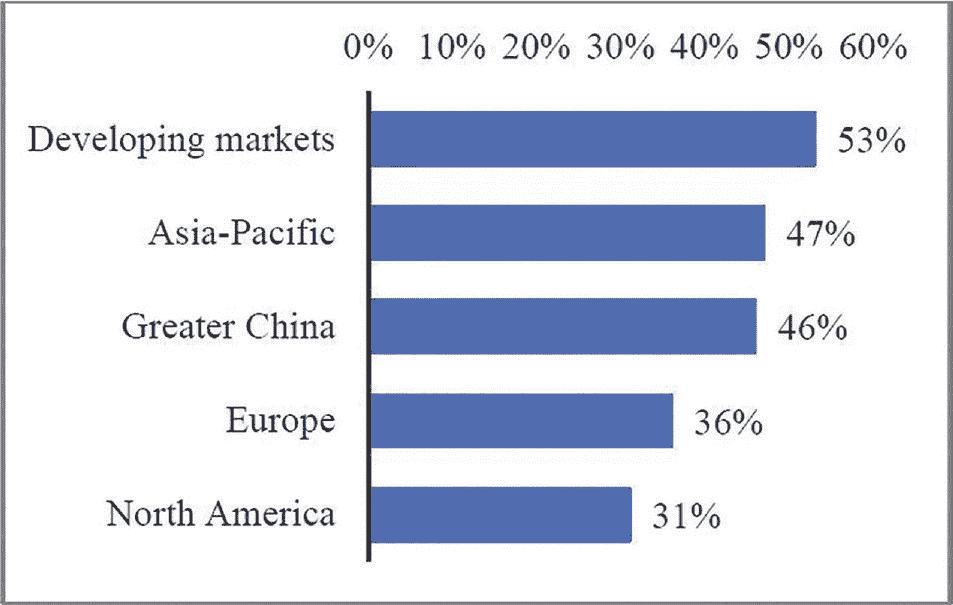 0% 10% 20% 30% 40% 50% 60%
Developing markets 53%
Asia-Pacific 47%
Greater China 46%
Europe 36%
North America 31%